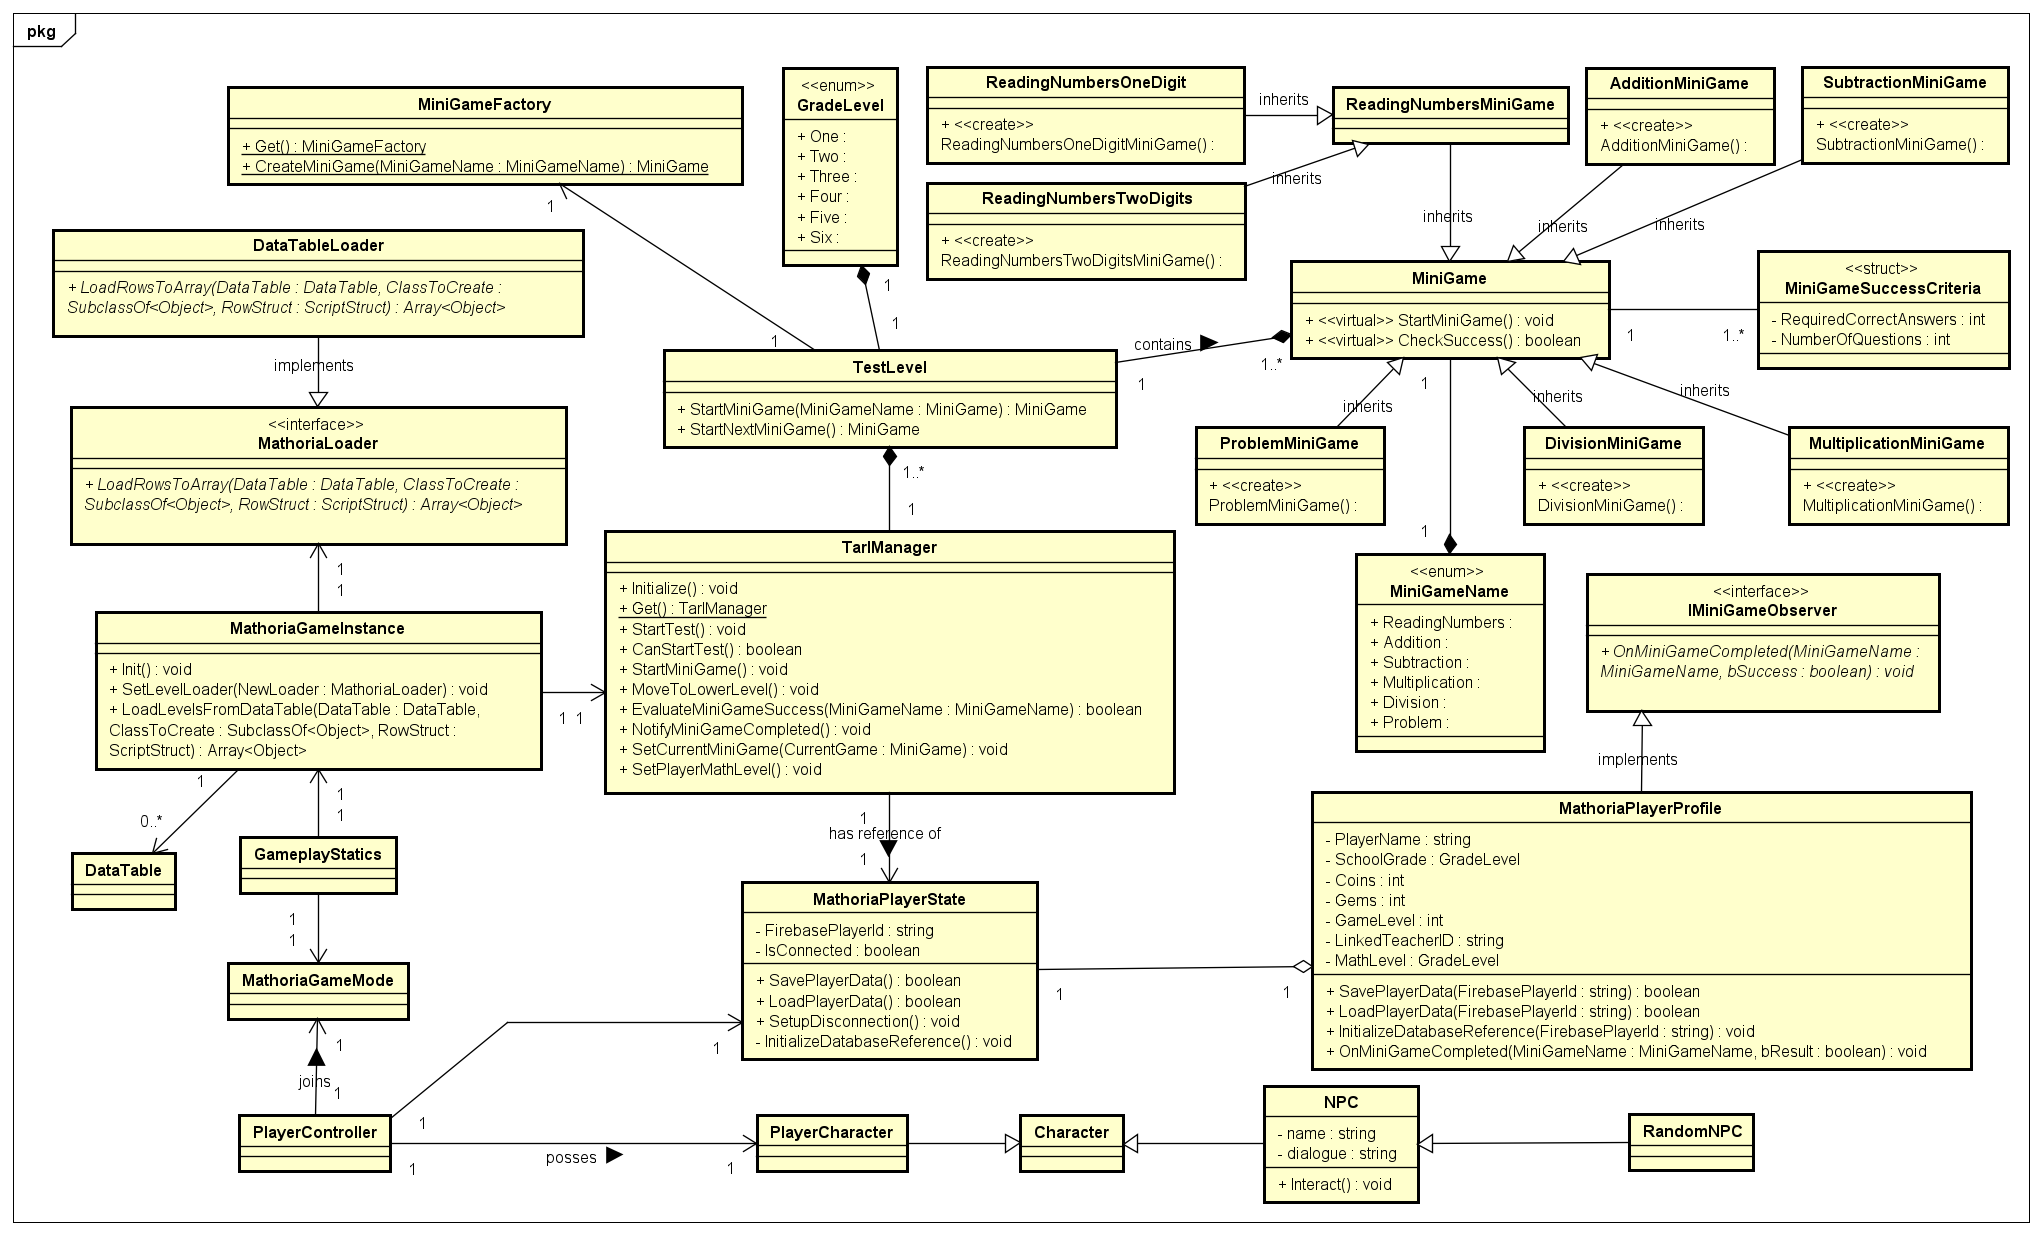 pkg
MiniGameFactory
+ Get() : MiniGameFactory
+ CreateMiniGame(MiniGameName : MiniGameName) : MiniGame
1
1
<<enum>>
GradeLevel
+ One :
+ Two :
+ Three :
+ Four :
+ Five :
+ Six :
1
1
ReadingNumbersOneDigit
+ <<create>>
ReadingNumbersOneDigitMiniGame() :
inherits
ReadingNumbersMiniGame
ReadingNumbersTwoDigits
+ <<create>>
ReadingNumbersTwoDigitsMiniGame() :
inherits
inherits
AdditionMiniGame
+ <<create>>
AdditionMiniGame() :
inherits
SubtractionMiniGame
+ <<create>>
SubtractionMiniGame() :
inherits
DataTableLoader
+ LoadRowsToArray(DataTable : DataTable, ClassToCreate :
SubclassOf<Object>, RowStruct : ScriptStruct) : Array<Object>
implements
<<interface>>
MathoriaLoader
+ LoadRowsToArray(DataTable : DataTable, ClassToCreate :
SubclassOf<Object>, RowStruct : ScriptStruct) : Array<Object>
1
1
TestLevel
+ StartMiniGame(MiniGameName : MiniGame) : MiniGame
+ StartNextMiniGame() : MiniGame
contains
1
1..*
1..*
1
MiniGame
+ <<virtual>> StartMiniGame() : void
+ <<virtual>> CheckSuccess() : boolean
1
1..*
<<struct>>
MiniGameSuccessCriteria
- RequiredCorrectAnswers : int
- NumberOfQuestions : int
inherits
inherits
inherits
1
1
ProblemMiniGame
+ <<create>>
ProblemMiniGame() :
DivisionMiniGame
+ <<create>>
DivisionMiniGame() :
MultiplicationMiniGame
+ <<create>>
MultiplicationMiniGame() :
MathoriaGameInstance
+ Init() : void
+ SetLevelLoader(NewLoader : MathoriaLoader) : void
+ LoadLevelsFromDataTable(DataTable : DataTable,
ClassToCreate : SubclassOf<Object>, RowStruct :
ScriptStruct) : Array<Object>
1 1
TarlManager
+ Initialize() : void
+ Get() : TarlManager
+ StartTest() : void
+ CanStartTest() : boolean
+ StartMiniGame() : void
+ MoveToLowerLevel() : void
+ EvaluateMiniGameSuccess(MiniGameName : MiniGameName) : boolean
+ NotifyMiniGameCompleted() : void
+ SetCurrentMiniGame(CurrentGame : MiniGame) : void
+ SetPlayerMathLevel() : void
<<enum>>
MiniGameName
+ ReadingNumbers :
+ Addition :
+ Subtraction :
+ Multiplication :
+ Division :
+ Problem :
<<interface>>
IMiniGameObserver
+ OnMiniGameCompleted(MiniGameName :
MiniGameName, bSuccess : boolean) : void
implements
1
0..*
DataTable
1
1
GameplayStatics
1
1
MathoriaGameMode
1
joins
1
1
has reference of
1
MathoriaPlayerState
- FirebasePlayerId : string
- IsConnected : boolean
+ SavePlayerData() : boolean
+ LoadPlayerData() : boolean
+ SetupDisconnection() : void
- InitializeDatabaseReference() : void
1
1
MathoriaPlayerProfile
- PlayerName : string
- SchoolGrade : GradeLevel
- Coins : int
- Gems : int
- GameLevel : int
- LinkedTeacherID : string
- MathLevel : GradeLevel
+ SavePlayerData(FirebasePlayerId : string) : boolean
+ LoadPlayerData(FirebasePlayerId : string) : boolean
+ InitializeDatabaseReference(FirebasePlayerId : string) : void
+ OnMiniGameCompleted(MiniGameName : MiniGameName, bResult : boolean) : void
PlayerController
1
1
1
posses
1
PlayerCharacter
Character
NPC
- name : string
- dialogue : string
+ Interact() : void
RandomNPC